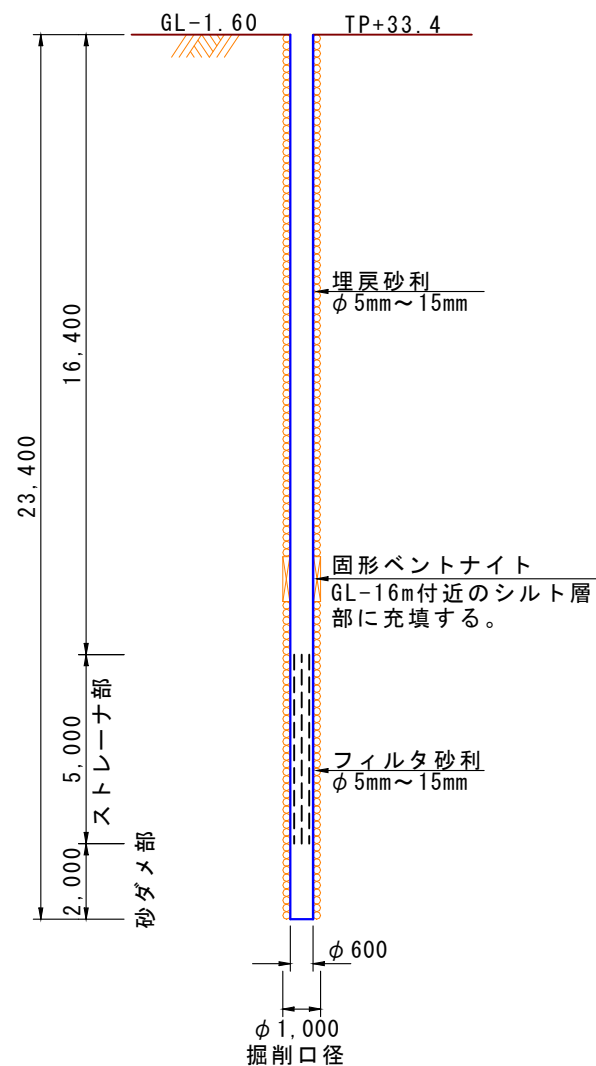 GL-1.60
TP+33.4
埋戻砂利
φ5mm～15mm
16,400
23,400
固形ベントナイト
GL-16m付近のシルト層
部に充填する。
5,000
ストレーナ部
フィルタ砂利
φ5mm～15mm
2,000
砂ダメ部
φ600
φ1,000
掘削口径